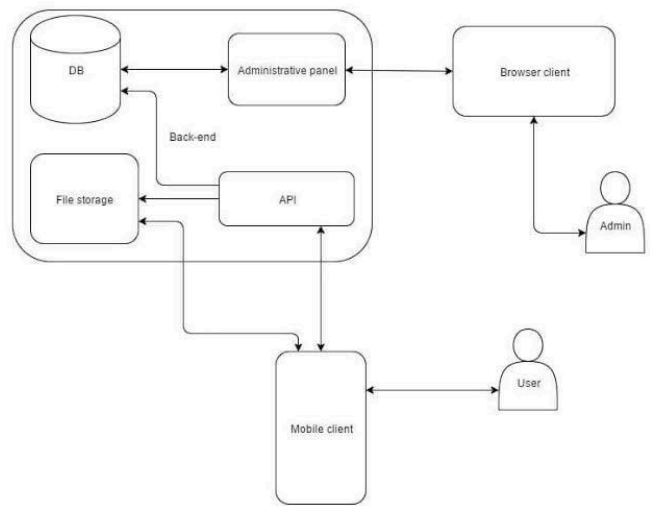 DB
Administrative panel
Browser client
Back-end
File storage
API
Admin
User
Mobile client